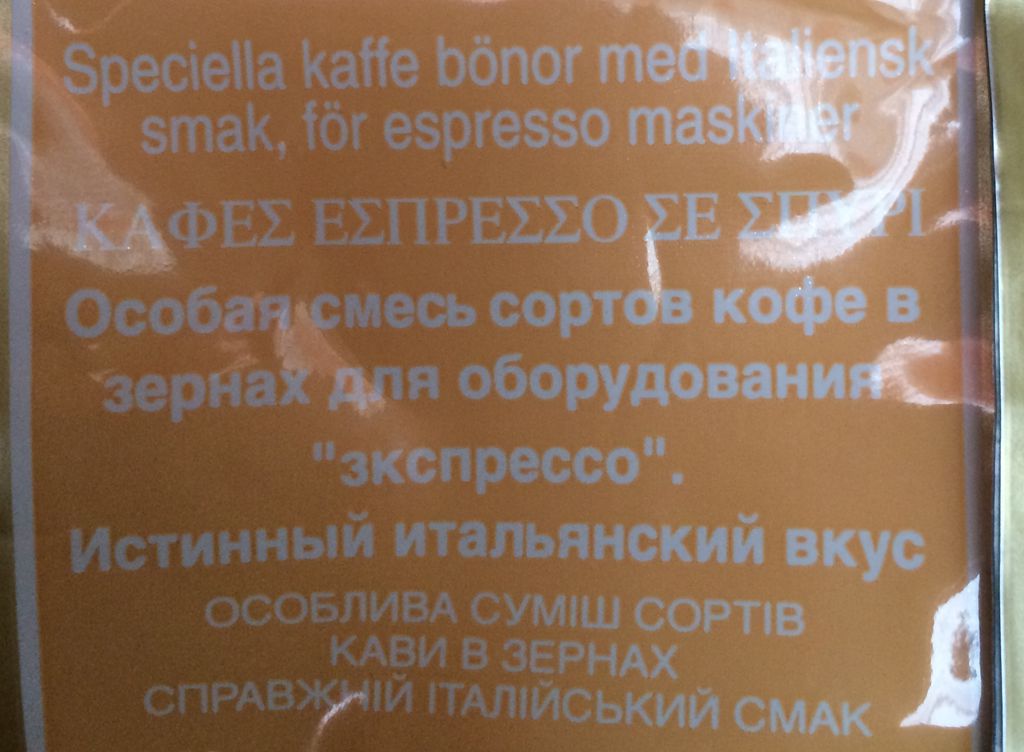 Speciella kaffe bönor med Italiensk
smak, för espresso maskiner
ΚΑΦΕΣ ΕΣΠΡΕΣΣΟ ΣΕ ΣΠΥΡΙ
Особая смесь сортов кофе в
зернах для оборудования
"зкспрессо".
Истинный итальянский вкус
ОСОБЛИВА СУМІШ СОРТІВ
КАВИ В ЗЕРНАХ
СПРАВЖНІЙ ІТАЛІЙСЬКИЙ СМАК